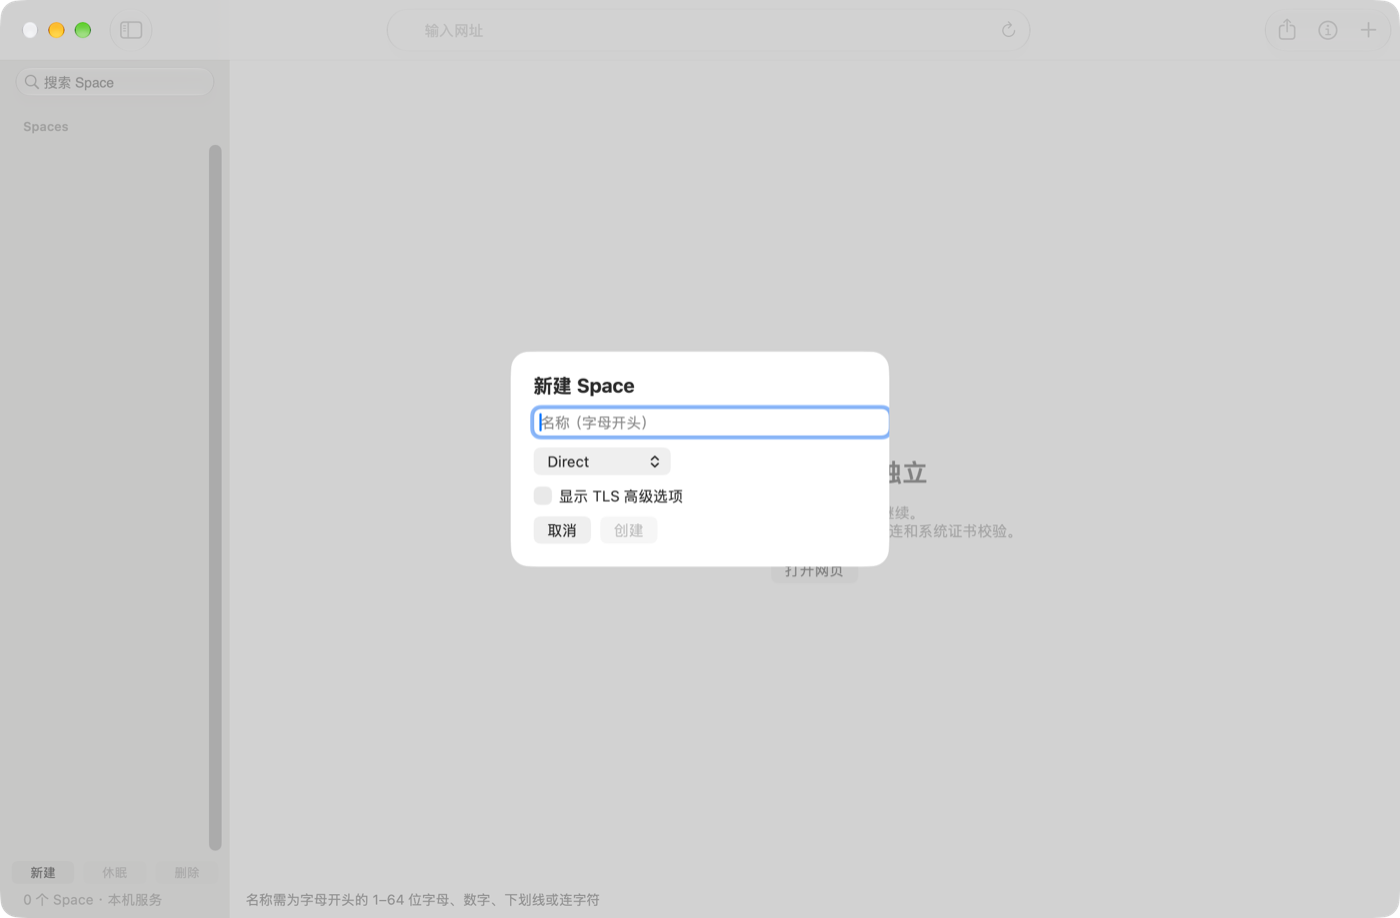 输入网址
搜索 Space
Spaces
新建 Space
名称（字母开头）
Direct
显示 TLS 高级选项
取消
创建
独立
继续。
连和系统证书校验。
打开网页
新建
休眠
删除
0 个 Space · 本机服务
名称需为字母开头的 1–64 位字母、数字、下划线或连字符